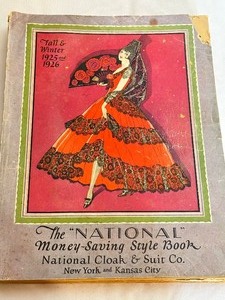 Fall &
Winter
1925 and
1926
The "NATIONAL"
Money-Saving Style Book
National Cloak & Suit Co.
New York and Kansas City